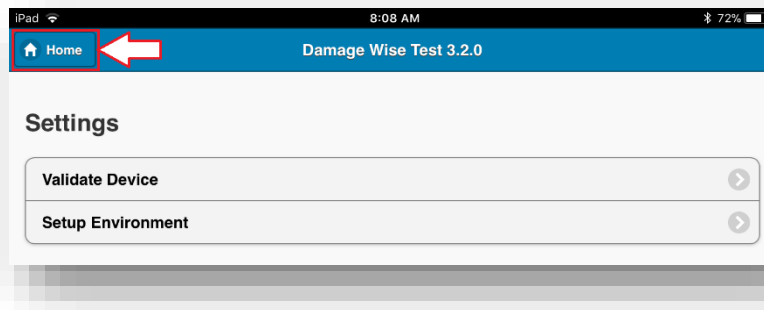 iPad 8:08 AM 72%
Home Damage Wise Test 3.2.0
Settings
Validate Device
Setup Environment